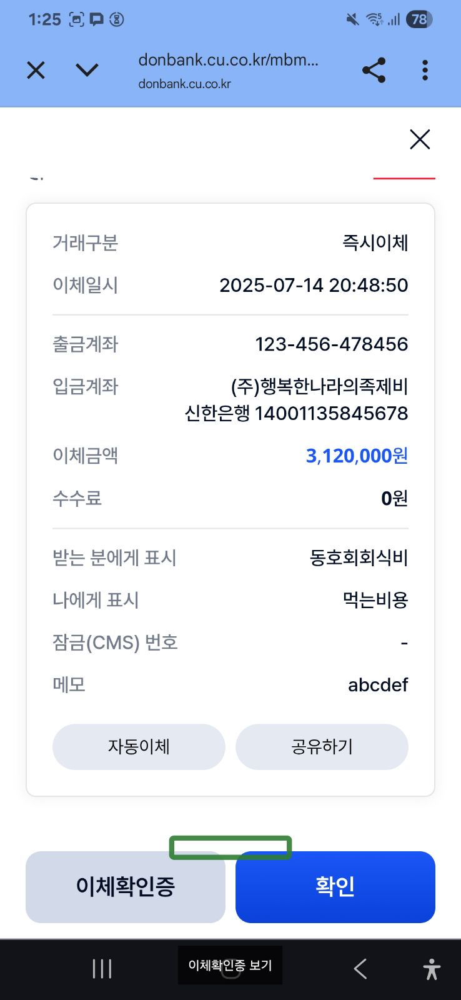 1:25
5
78
donbank.cu.co.kr/mbm...
donbank.cu.co.kr
거래구분 즉시이체
이체일시 2025-07-14 20:48:50
출금계좌 123-456-478456
입금계좌 (주)행복한나라의족제비
신한은행 14001135845678
이체금액 3,120,000원
수수료 0원
받는 분에게 표시 동호회회식비
나에게 표시 먹는비용
잠금(CMS) 번호 -
메모 abcdef
자동이체 공유하기
이체확인증 확인
이체확인증 보기